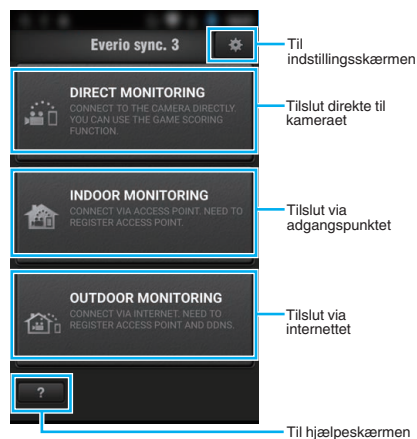 Everio sync. 3
Til
indstillingsskærmen
DIRECT MONITORING
CONNECT TO THE CAMERA DIRECTLY.
YOU CAN USE THE GAME SCORING
FUNCTION.
Tilslut direkte til
kameraet
INDOOR MONITORING
CONNECT VIA ACCESS POINT. NEED TO
REGISTER ACCESS POINT.
Tilslut via
adgangspunktet
OUTDOOR MONITORING
CONNECT VIA INTERNET. NEED TO
REGISTER ACCESS POINT AND DDNS.
Tilslut via
internettet
?
Til hjælpeskærmen